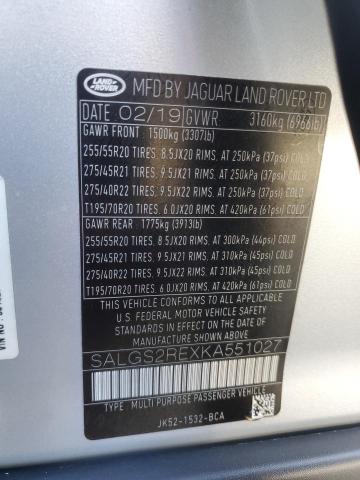 LAND ROVER
MFD BY JAGUAR LAND ROVER LTD
DATE 02/19 GVWR 3160kg (6966lb)
GAWR FRONT 1500kg (3307lb)
255/55R20 TIRES. 8.5JX20 RIMS. AT 250kPa (37psi) COLD
275/45R21 TIRES. 9.5JX21 RIMS. AT 250kPa (37psi) COLD
275/40R22 TIRES. 9.5JX22 RIMS. AT 250kPa (37psi) COLD
T195/70R20 TIRES. 6.0JX20 RIMS. AT 420kPa (61psi) COLD
GAWR REAR 1775kg (3913lb)
255/55R20 TIRES. 8.5JX20 RIMS. AT 300kPa (44psi) COLD
275/45R21 TIRES. 9.5JX21 RIMS. AT 310kPa (45psi) COLD
275/40R22 TIRES. 9.5JX22 RIMS. AT 310kPa (45psi) COLD
T195/70R20 TIRES. 6.0JX20 RIMS. AT 420kPa (61psi) COLD
THIS VEHICLE CONFORMS TO ALL APPLICABLE
U.S. FEDERAL MOTOR VEHICLE SAFETY
AND THEFT PREVENTION STANDARDS IN EFFECT
ON THE DATE OF MANUFACTURE SHOWN ABOVE.
SALGS2REXKA551027
TYPE: MULTI PURPOSE PASSENGER VEHICLE
JK52-1532-BCA
VIN NO: